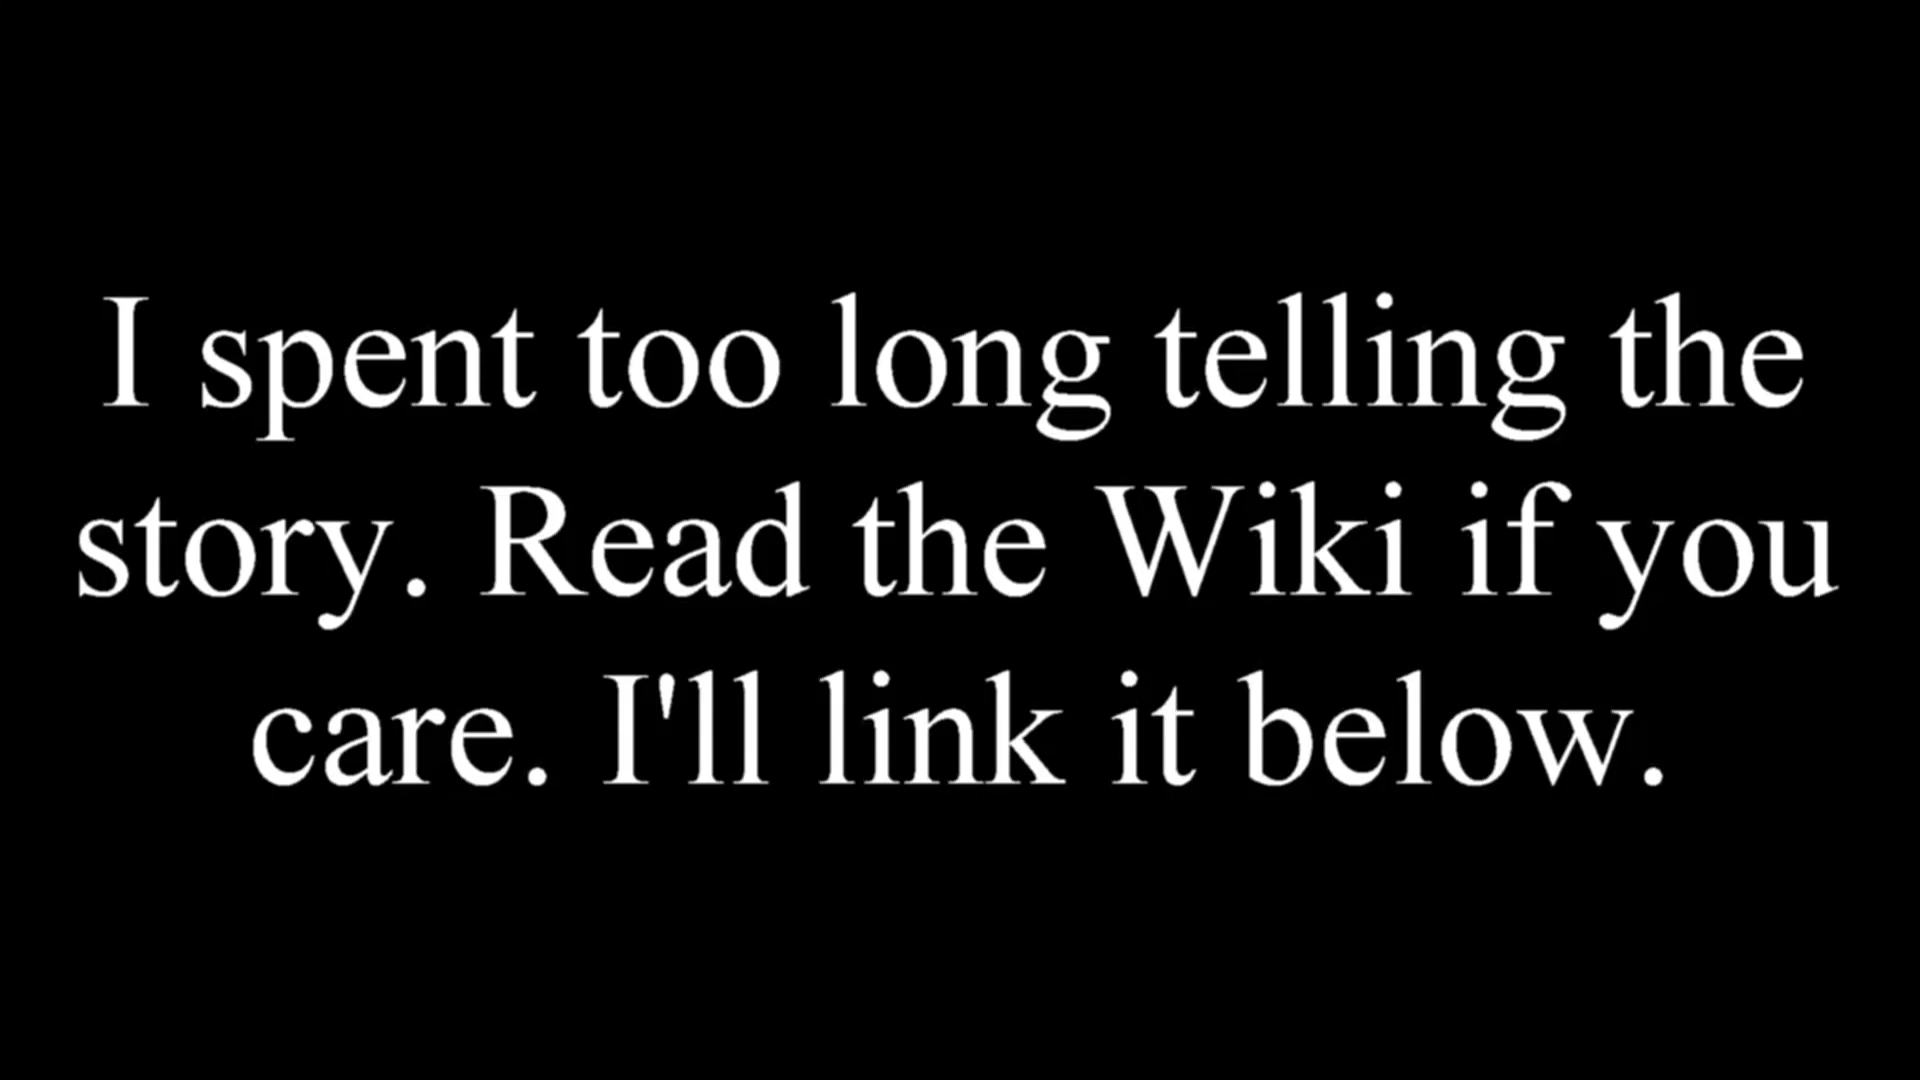 I spent too long telling the
story. Read the Wiki if you
care. I'll link it below.